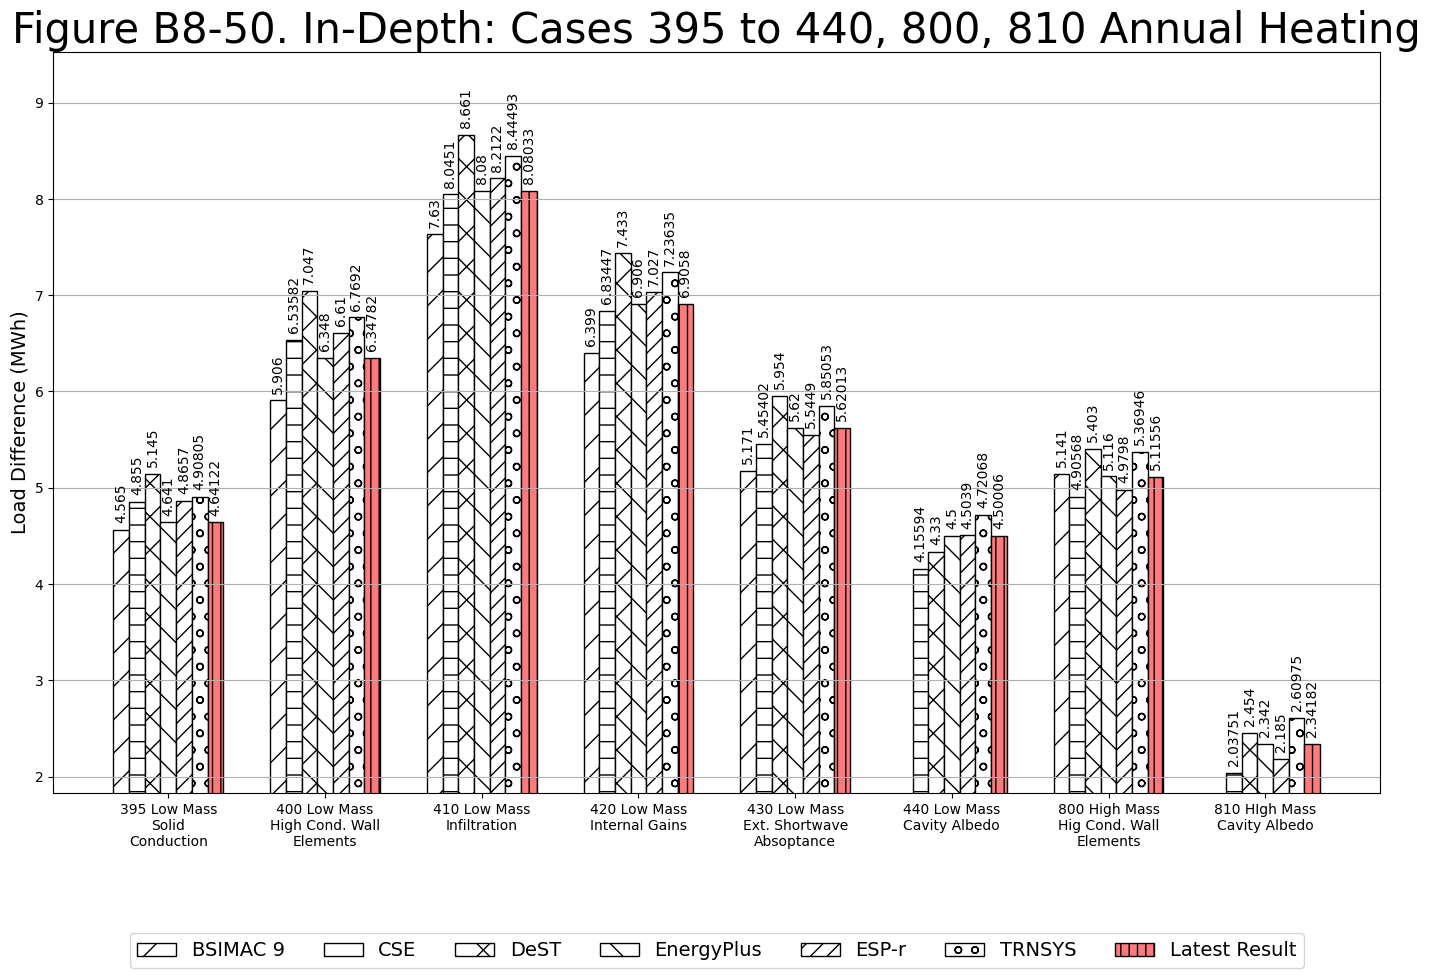 Figure B8-50. In-Depth: Cases 395 to 440, 800, 810 Annual Heating
Load Difference (MWh)
9
8
7
6
5
4
3
2
4.565
4.855
5.145
4.641
4.8657
4.90805
4.64122
5.906
6.53582
7.047
6.348
6.61
6.7692
6.34782
7.63
8.0451
8.661
8.08
8.2122
8.44493
8.08033
6.399
6.83447
7.433
6.906
7.027
7.23635
6.9058
5.171
5.45402
5.954
5.62
5.5449
5.85053
5.62013
4.15594
4.33
4.5
4.5039
4.72068
4.50006
5.141
4.90568
5.403
5.116
4.9798
5.36946
5.11556
2.03751
2.454
2.342
2.185
2.60975
2.34182
395 Low Mass
Solid
Conduction
400 Low Mass
High Cond. Wall
Elements
410 Low Mass
Infiltration
420 Low Mass
Internal Gains
430 Low Mass
Ext. Shortwave
Absoptance
440 Low Mass
Cavity Albedo
800 High Mass
Hig Cond. Wall
Elements
810 HIgh Mass
Cavity Albedo
BSIMAC 9
CSE
DeST
EnergyPlus
ESP-r
TRNSYS
Latest Result